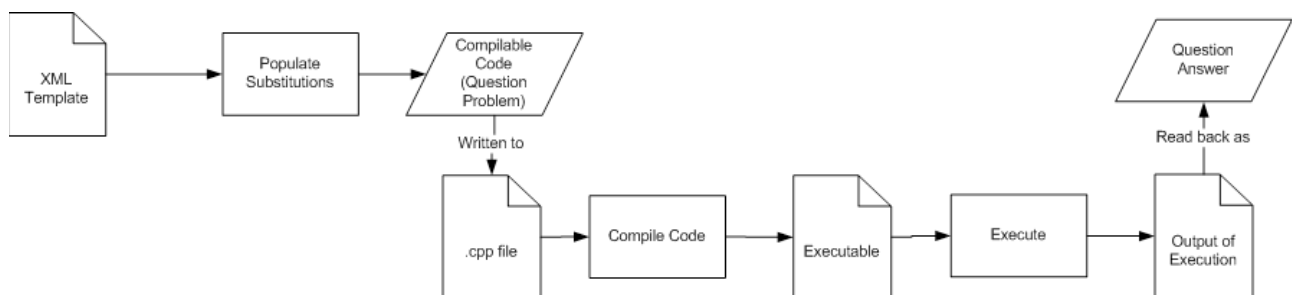 XML
Template
Populate
Substitutions
Compilable
Code
(Question
Problem)
Written to
.cpp file
Compile Code
Executable
Execute
Output of
Execution
Read back as
Question
Answer